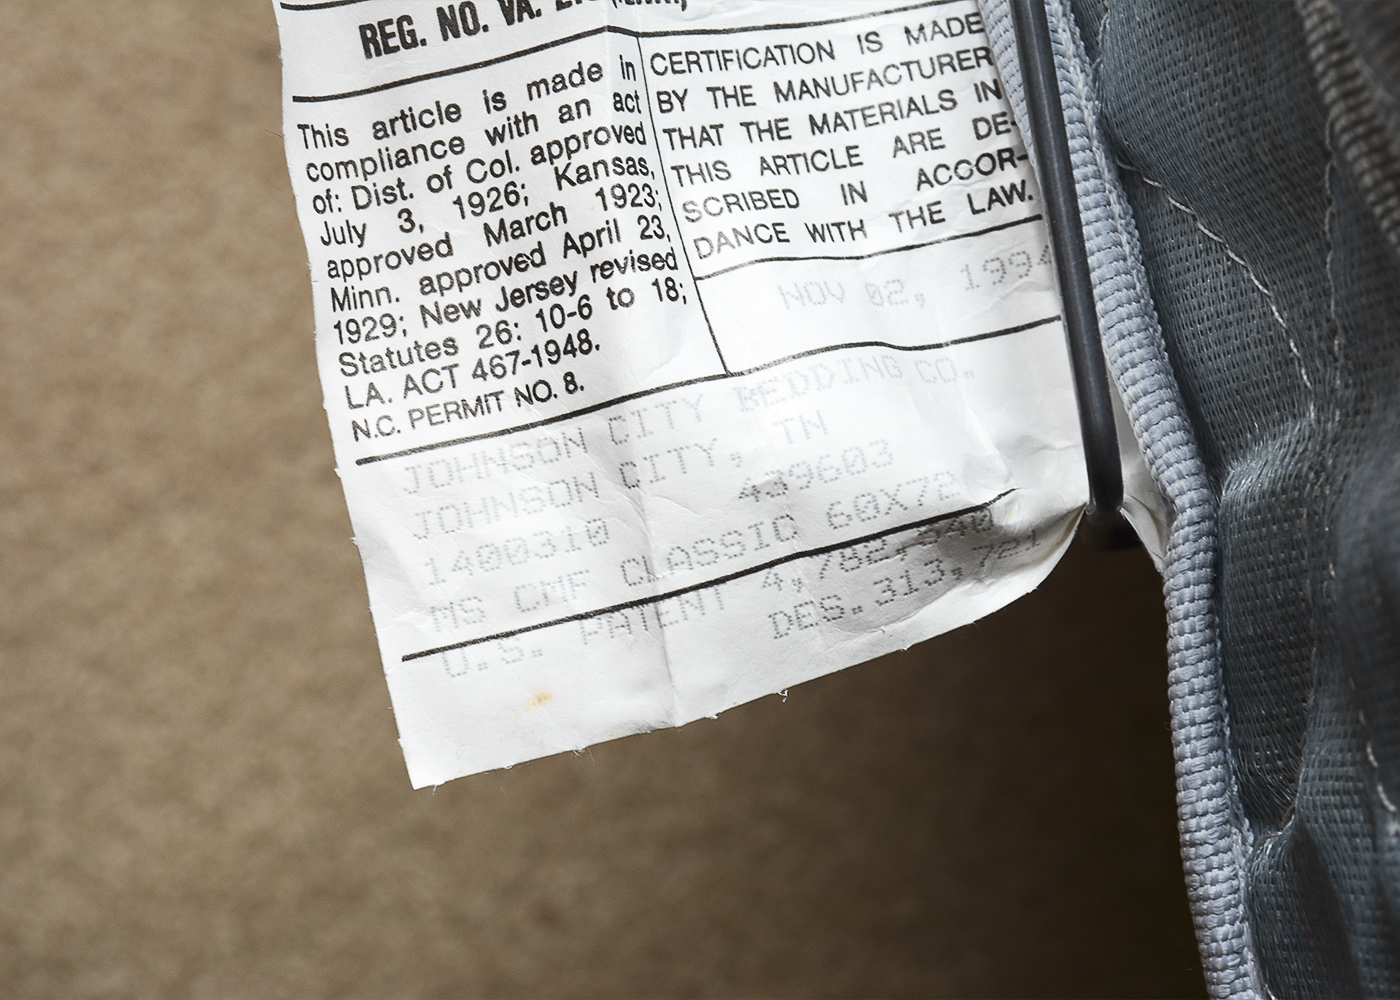 REG. NO. VA.
This article is made in
compliance with an act
of: Dist. of Col. approved
July 3, 1926; Kansas,
approved March 1923;
Minn. approved April 23,
1929; New Jersey revised
Statutes 26: 10-6 to 18;
LA. ACT 467-1948.
N.C. PERMIT NO. 8.
CERTIFICATION IS MADE
BY THE MANUFACTURER
THAT THE MATERIALS IN
THIS ARTICLE ARE DE-
SCRIBED IN ACCOR-
DANCE WITH THE LAW.
NOV 02, 1994
JOHNSON CITY BEDDING CO.
JOHNSON CITY, TN
1400310 439603
MS CMF CLASSIC 60X72
U.S. PATENT
DES.